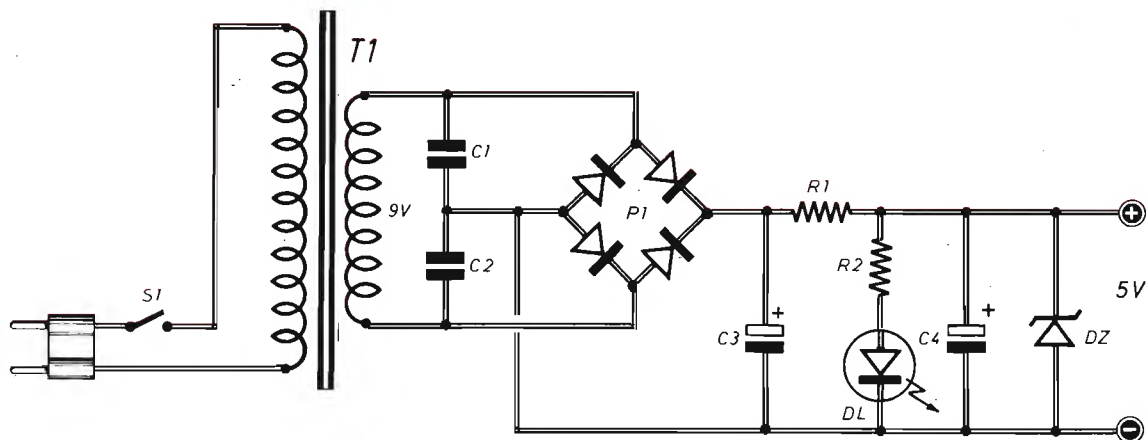 T1
C1
R1
9V
P1
C2
R2
S1
+
+
+
5V
C3
C4
DZ
DL
-